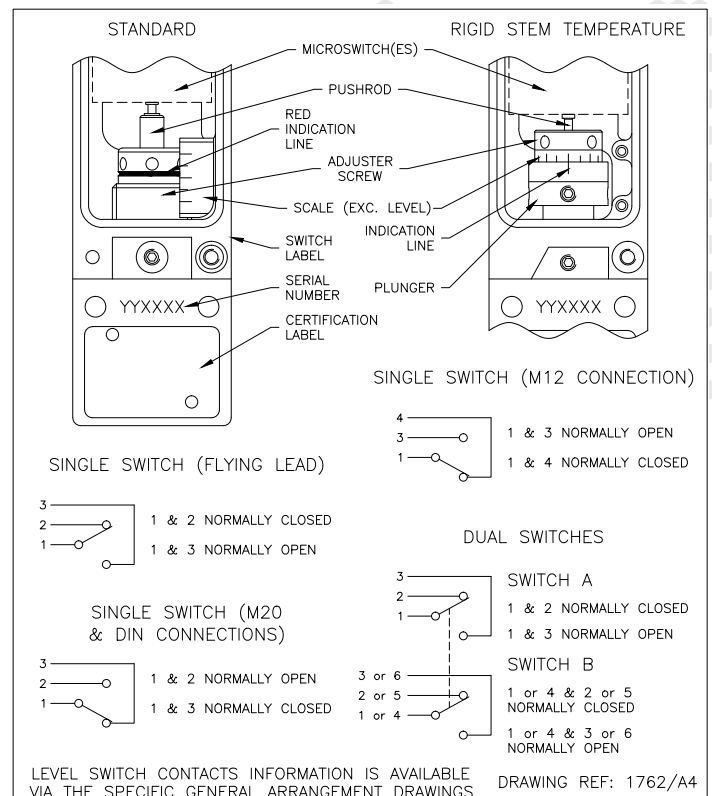 STANDARD
RIGID STEM TEMPERATURE
MICROSWITCH(ES)
PUSHROD
RED
INDICATION
LINE
ADJUSTER
SCREW
SCALE (EXC. LEVEL)
INDICATION
LINE
SWITCH
LABEL
SERIAL
NUMBER
PLUNGER
YYXXXX
YYXXXX
CERTIFICATION
LABEL
SINGLE SWITCH (M12 CONNECTION)
4
3
1
1 & 3 NORMALLY OPEN
1 & 4 NORMALLY CLOSED
SINGLE SWITCH (FLYING LEAD)
3
2
1
1 & 2 NORMALLY CLOSED
1 & 3 NORMALLY OPEN
DUAL SWITCHES
3
2
1
SWITCH A
1 & 2 NORMALLY CLOSED
1 & 3 NORMALLY OPEN
SINGLE SWITCH (M20
& DIN CONNECTIONS)
3
2
1
1 & 2 NORMALLY OPEN
1 & 3 NORMALLY CLOSED
SWITCH B
3 or 6
2 or 5
1 or 4
1 or 4 & 2 or 5
NORMALLY CLOSED
1 or 4 & 3 or 6
NORMALLY OPEN
LEVEL SWITCH CONTACTS INFORMATION IS AVAILABLE
VIA THE SPECIFIC GENERAL ARRANGEMENT DRAWINGS
DRAWING REF: 1762/A4